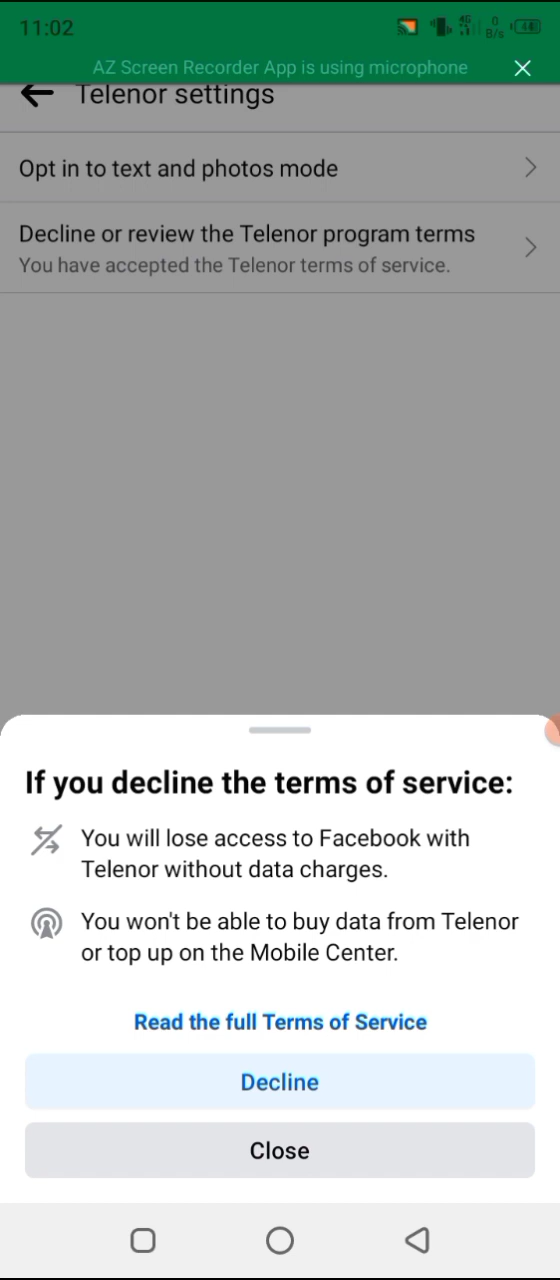 11:02
4G
0
B/s
44
AZ Screen Recorder App is using microphone
Telenor settings
Opt in to text and photos mode
Decline or review the Telenor program terms
You have accepted the Telenor terms of service.
If you decline the terms of service:
You will lose access to Facebook with
Telenor without data charges.
You won't be able to buy data from Telenor
or top up on the Mobile Center.
Read the full Terms of Service
Decline
Close